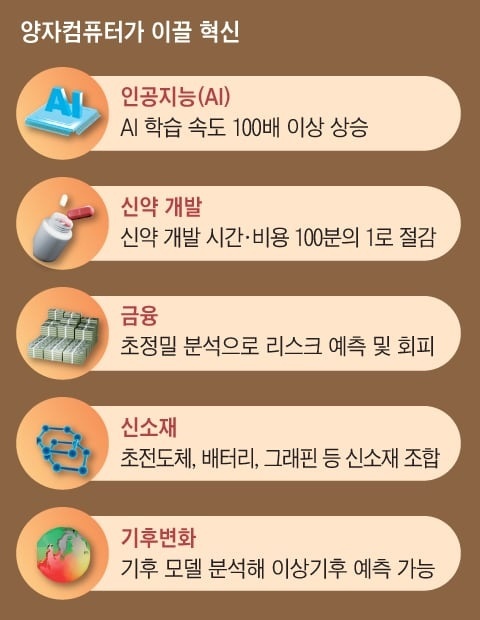 양자컴퓨터가 이끌 혁신
AI
인공지능(AI)
AI 학습 속도 100배 이상 상승
신약 개발
신약 개발 시간·비용 100분의 1로 절감
금융
초정밀 분석으로 리스크 예측 및 회피
신소재
초전도체, 배터리, 그래핀 등 신소재 조합
기후변화
기후 모델 분석해 이상기후 예측 가능